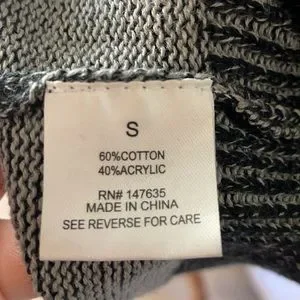 S
60%COTTON
40%ACRYLIC
RN# 147635
MADE IN CHINA
SEE REVERSE FOR CARE